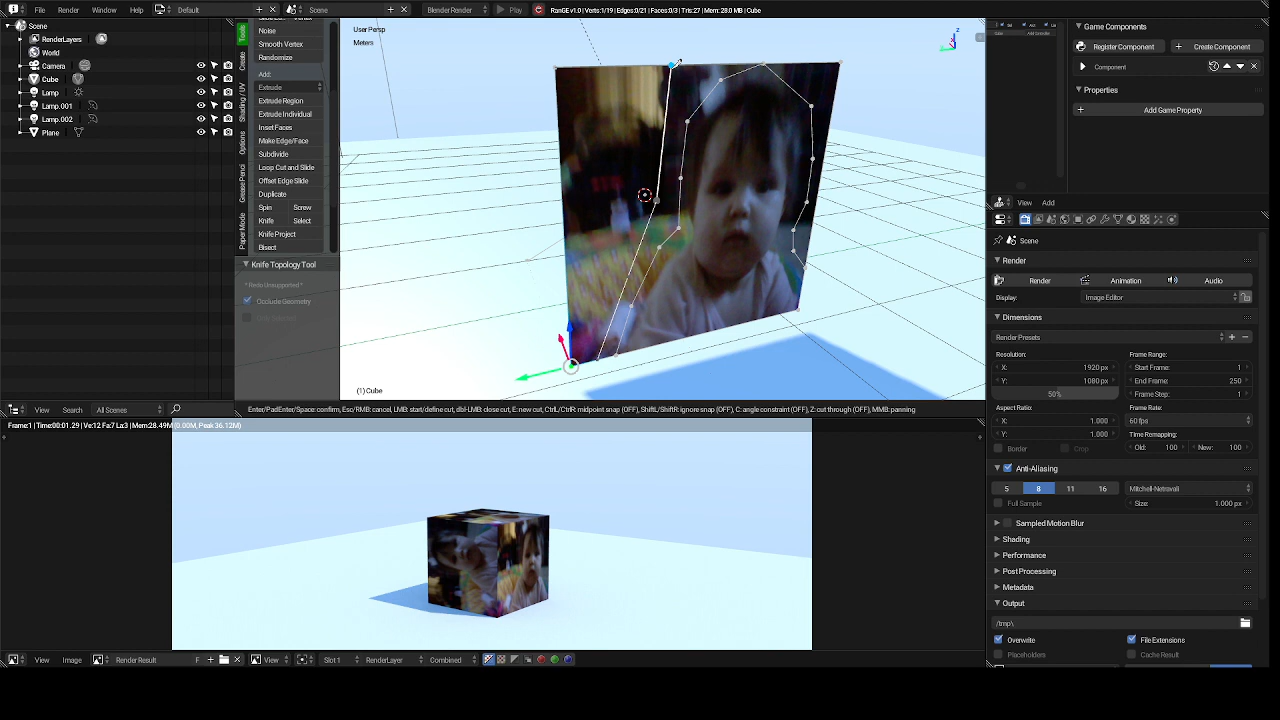 File Render Window Help Default Scene Blender Render Play RanGE v1.0 | Verts:1/19 | Edges:0/21 | Faces:0/3 | Tris:27 | Mem:28.0 MB | Cube
Scene
RenderLayers
World
Camera
Cube
Lamp
Lamp.001
Lamp.002
Plane
View Search All Scenes
Tools
Create
Shading / UV
Options
Grease Pencil
Paper Mode
Noise
Smooth Vertex
Randomize
Add:
Extrude
Extrude Region
Extrude Individual
Inset Faces
Make Edge/Face
Subdivide
Loop Cut and Slide
Offset Edge Slide
Duplicate
Spin Screw
Knife Select
Knife Project
Bisect
Knife Topology Tool
* Redo Unsupported *
Occlude Geometry
Only Selected
User Persp
Meters
z
(1) Cube
Enter/PadEnter/Space: confirm, Esc/RMB: cancel, LMB: start/define cut, dbl-LMB: close cut, E: new cut, Ctrl/CtrlR: midpoint snap (OFF), ShiftL/ShiftR: ignore snap (OFF), C: angle constraint (OFF), Z: cut through (OFF), MMB: panning
Frame:1 | Time:00:01.29 | Ve:12 Fa:7 La:3 | Mem:28.49M (0.00M, Peak 36.12M)
View Image Render Result F View Slot 1 RenderLayer Combined
Game Components
Register Component Create Component
Component
Properties
Add Game Property
View Add
Scene
Render
Render Animation Audio
Display: Image Editor
Dimensions
Render Presets
Resolution: Frame Range:
X: 1920 px Start Frame: 1
Y: 1080 px End Frame: 250
50% Frame Step: 1
Aspect Ratio: Frame Rate:
X: 1.000 60 fps
Y: 1.000 Time Remapping:
Border Crop Old: 100 New: 100
Anti-Aliasing
5 8 11 16 Mitchell-Netravali
Full Sample Size: 1.000 px
Sampled Motion Blur
Shading
Performance
Post Processing
Metadata
Output
/tmp\
Overwrite File Extensions
Placeholders Cache Result